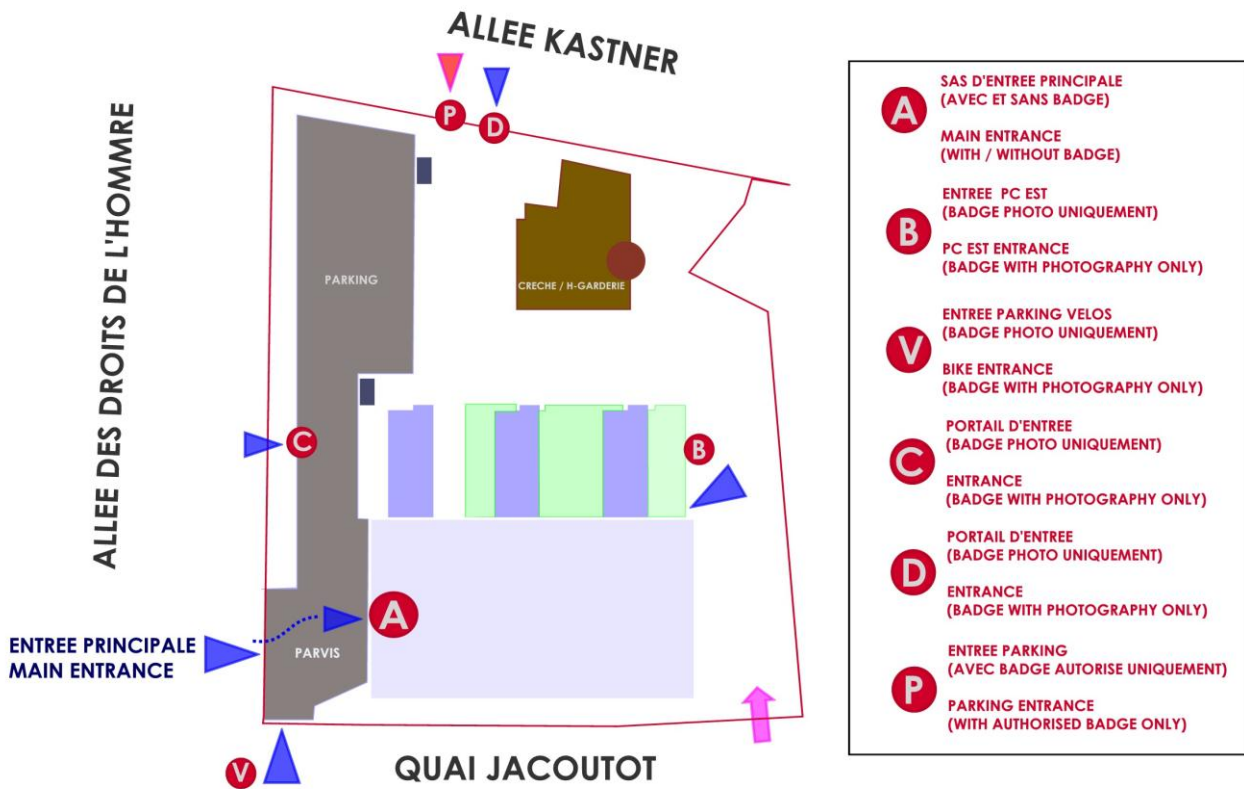 ALLEE KASTNER
ALLEE DES DROITS DE L'HOMMRE
P
D
PARKING
CRECHE / H-GARDERIE
C
B
A
ENTREE PRINCIPALE
MAIN ENTRANCE
PARVIS
V
QUAI JACOUTOT
A
SAS D'ENTREE PRINCIPALE
(AVEC ET SANS BADGE)
MAIN ENTRANCE
(WITH / WITHOUT BADGE)
B
ENTREE PC EST
(BADGE PHOTO UNIQUEMENT)
PC EST ENTRANCE
(BADGE WITH PHOTOGRAPHY ONLY)
V
ENTREE PARKING VELOS
(BADGE PHOTO UNIQUEMENT)
BIKE ENTRANCE
(BADGE WITH PHOTOGRAPHY ONLY)
C
PORTAIL D'ENTREE
(BADGE PHOTO UNIQUEMENT)
ENTRANCE
(BADGE WITH PHOTOGRAPHY ONLY)
D
PORTAIL D'ENTREE
(BADGE PHOTO UNIQUEMENT)
ENTRANCE
(BADGE WITH PHOTOGRAPHY ONLY)
P
ENTREE PARKING
(AVEC BADGE AUTORISE UNIQUEMENT)
PARKING ENTRANCE
(WITH AUTHORISED BADGE ONLY)